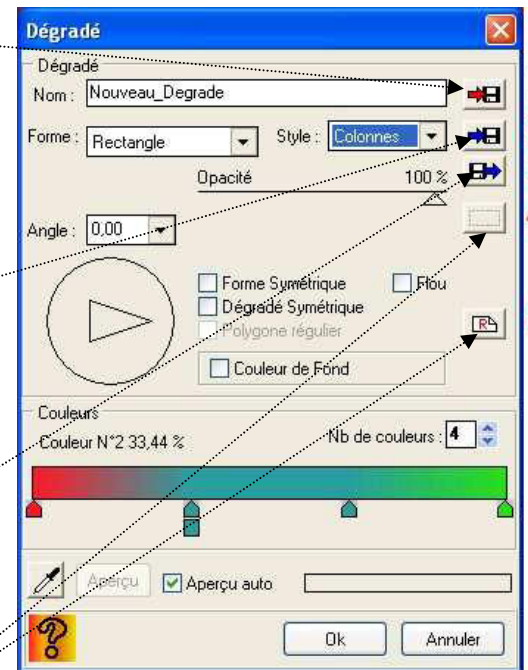 Dégradé
Dégradé
Nom : Nouveau_Degrade
Forme : Rectangle Style : Colonnes
Opacité 100 %
Angle : 0,00
Forme Symétrique Flou
Dégradé Symétrique
Polygone régulier
Couleur de Fond
R
Couleurs
Couleur N°2 33,44 % Nb de couleurs : 4
Aperçu Aperçu auto
? Ok Annuler